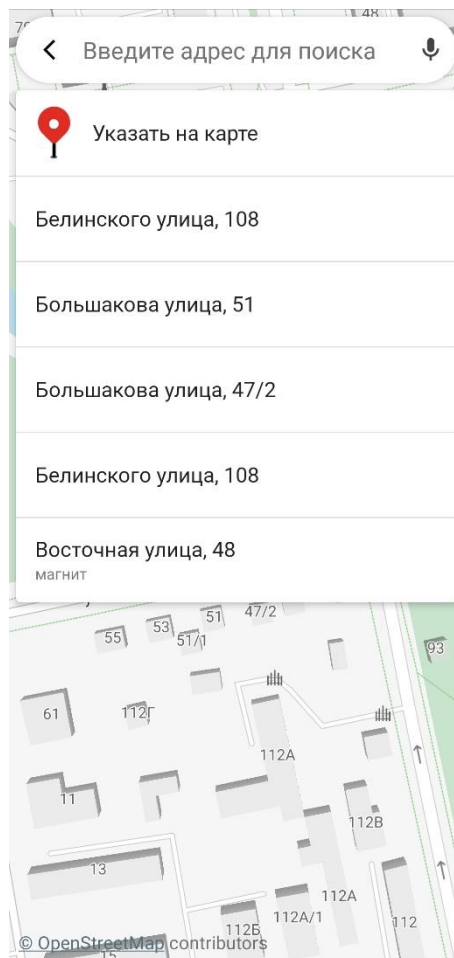 48
Введите адрес для поиска
Указать на карте
Белинского улица, 108
Большакова улица, 51
Большакова улица, 47/2
Белинского улица, 108
Восточная улица, 48
магнит
47/2
51
53
55
51/1
93
61
112Г
112А
11
112В
13
112А
112А/1
112Б
112
© OpenStreetMap contributors
15